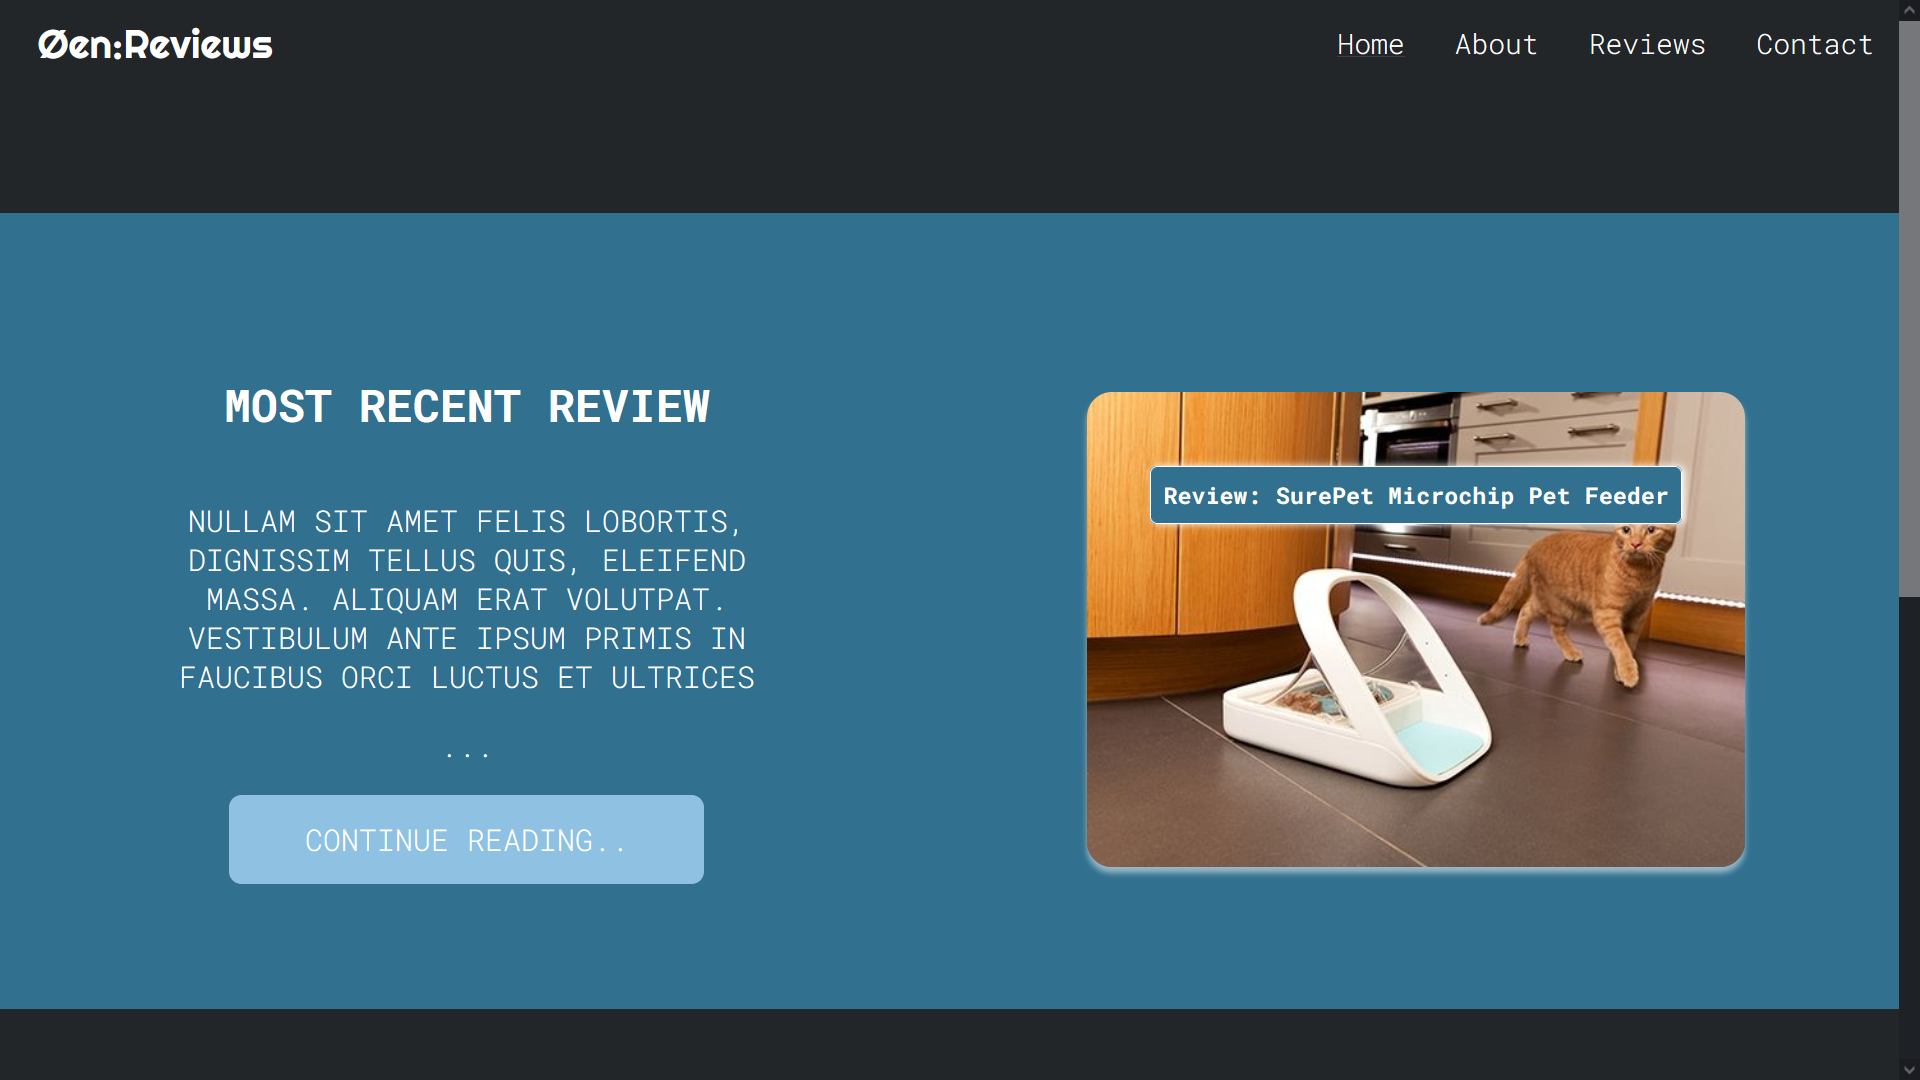 Øen:Reviews
Home About Reviews Contact
MOST RECENT REVIEW
NULLAM SIT AMET FELIS LOBORTIS,
DIGNISSIM TELLUS QUIS, ELEIFEND
MASSA. ALIQUAM ERAT VOLUTPAT.
VESTIBULUM ANTE IPSUM PRIMIS IN
FAUCIBUS ORCI LUCTUS ET ULTRICES
...
CONTINUE READING..
Review: SurePet Microchip Pet Feeder